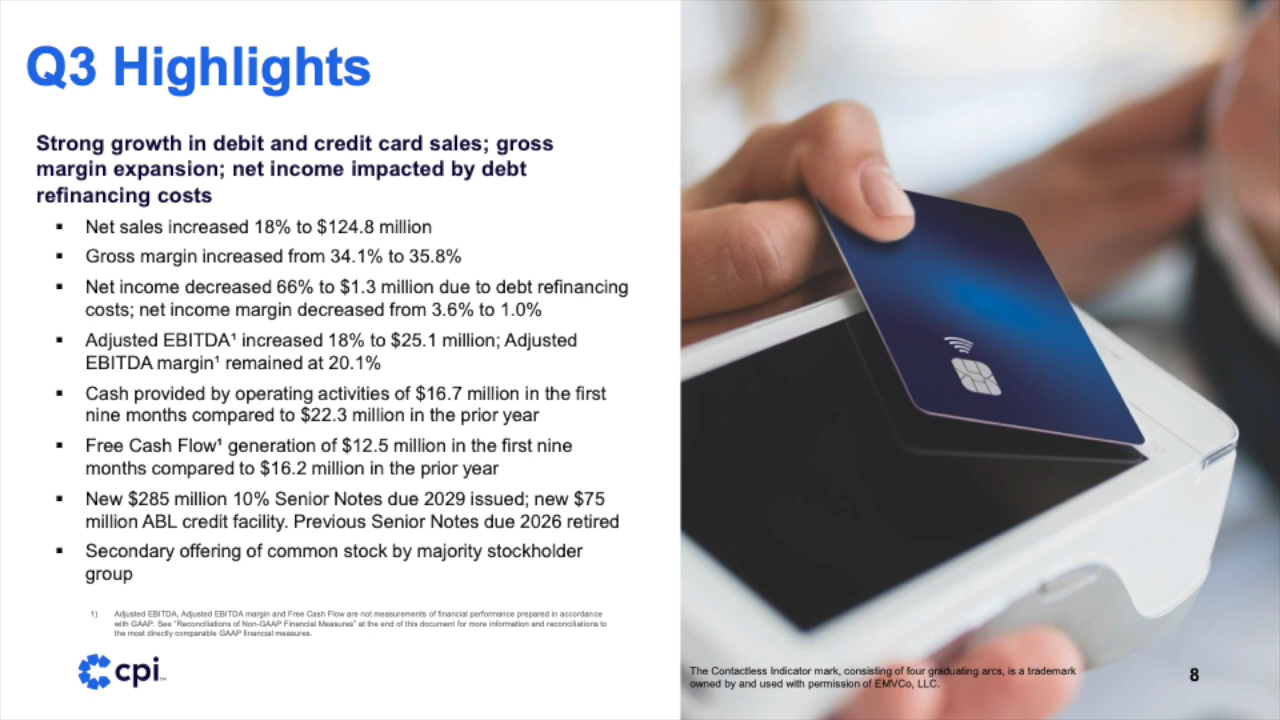 Q3 Highlights
Strong growth in debit and credit card sales; gross
margin expansion; net income impacted by debt
refinancing costs
▪ Net sales increased 18% to $124.8 million
▪ Gross margin increased from 34.1% to 35.8%
▪ Net income decreased 66% to $1.3 million due to debt refinancing
costs; net income margin decreased from 3.6% to 1.0%
▪ Adjusted EBITDA¹ increased 18% to $25.1 million; Adjusted
EBITDA margin¹ remained at 20.1%
▪ Cash provided by operating activities of $16.7 million in the first
nine months compared to $22.3 million in the prior year
▪ Free Cash Flow¹ generation of $12.5 million in the first nine
months compared to $16.2 million in the prior year
▪ New $285 million 10% Senior Notes due 2029 issued; new $75
million ABL credit facility. Previous Senior Notes due 2026 retired
▪ Secondary offering of common stock by majority stockholder
group
1) Adjusted EBITDA, Adjusted EBITDA margin and Free Cash Flow are not measurements of financial performance prepared in accordance
with GAAP. See "Reconciliations of Non-GAAP Financial Measures" at the end of this document for more information and reconciliations to
the most directly comparable GAAP financial measures.
cpi™
The Contactless Indicator mark, consisting of four graduating arcs, is a trademark
owned by and used with permission of EMVCo, LLC.
8